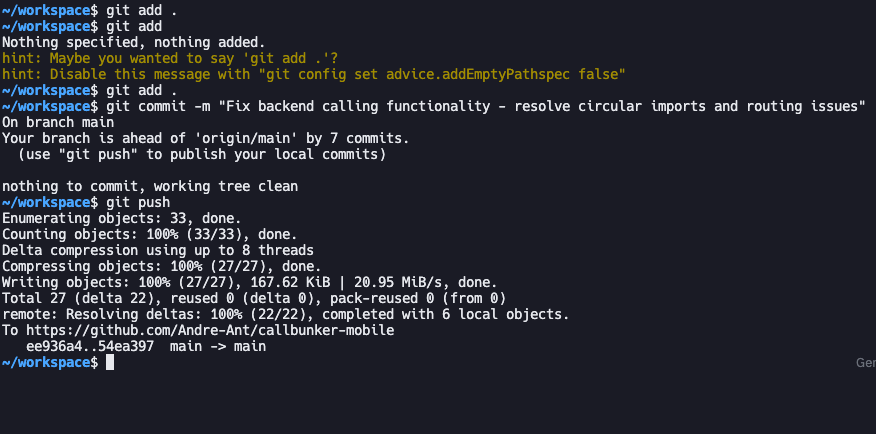 ~/workspace$ git add .
~/workspace$ git add
Nothing specified, nothing added.
hint: Maybe you wanted to say 'git add .'?
hint: Disable this message with "git config set advice.addEmptyPathspec false"
~/workspace$ git add .
~/workspace$ git commit -m "Fix backend calling functionality - resolve circular imports and routing issues"
On branch main
Your branch is ahead of 'origin/main' by 7 commits.
  (use "git push" to publish your local commits)

nothing to commit, working tree clean
~/workspace$ git push
Enumerating objects: 33, done.
Counting objects: 100% (33/33), done.
Delta compression using up to 8 threads
Compressing objects: 100% (27/27), done.
Writing objects: 100% (27/27), 167.62 KiB | 20.95 MiB/s, done.
Total 27 (delta 22), reused 0 (delta 0), pack-reused 0 (from 0)
remote: Resolving deltas: 100% (22/22), completed with 6 local objects.
To https://github.com/Andre-Ant/callbunker-mobile
   ee936a4..54ea397  main -> main
~/workspace$
Ger